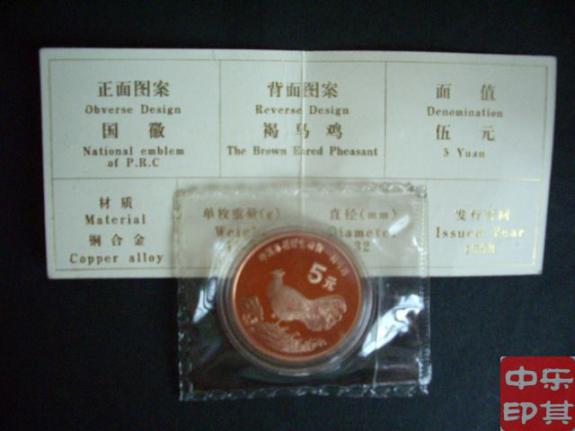 正面图案
Obverse Design
国徽
National emblem
of P.R.C
背面图案
Reverse Design
褐马鸡
The Brown Eared Pheasant
面值
Denomination
伍元
5 Yuan
材质
Material
铜合金
Copper alloy
单枚重量(g)
直径(mm)
Diameter
32
发行年
Issued Year
5元
中乐
印其